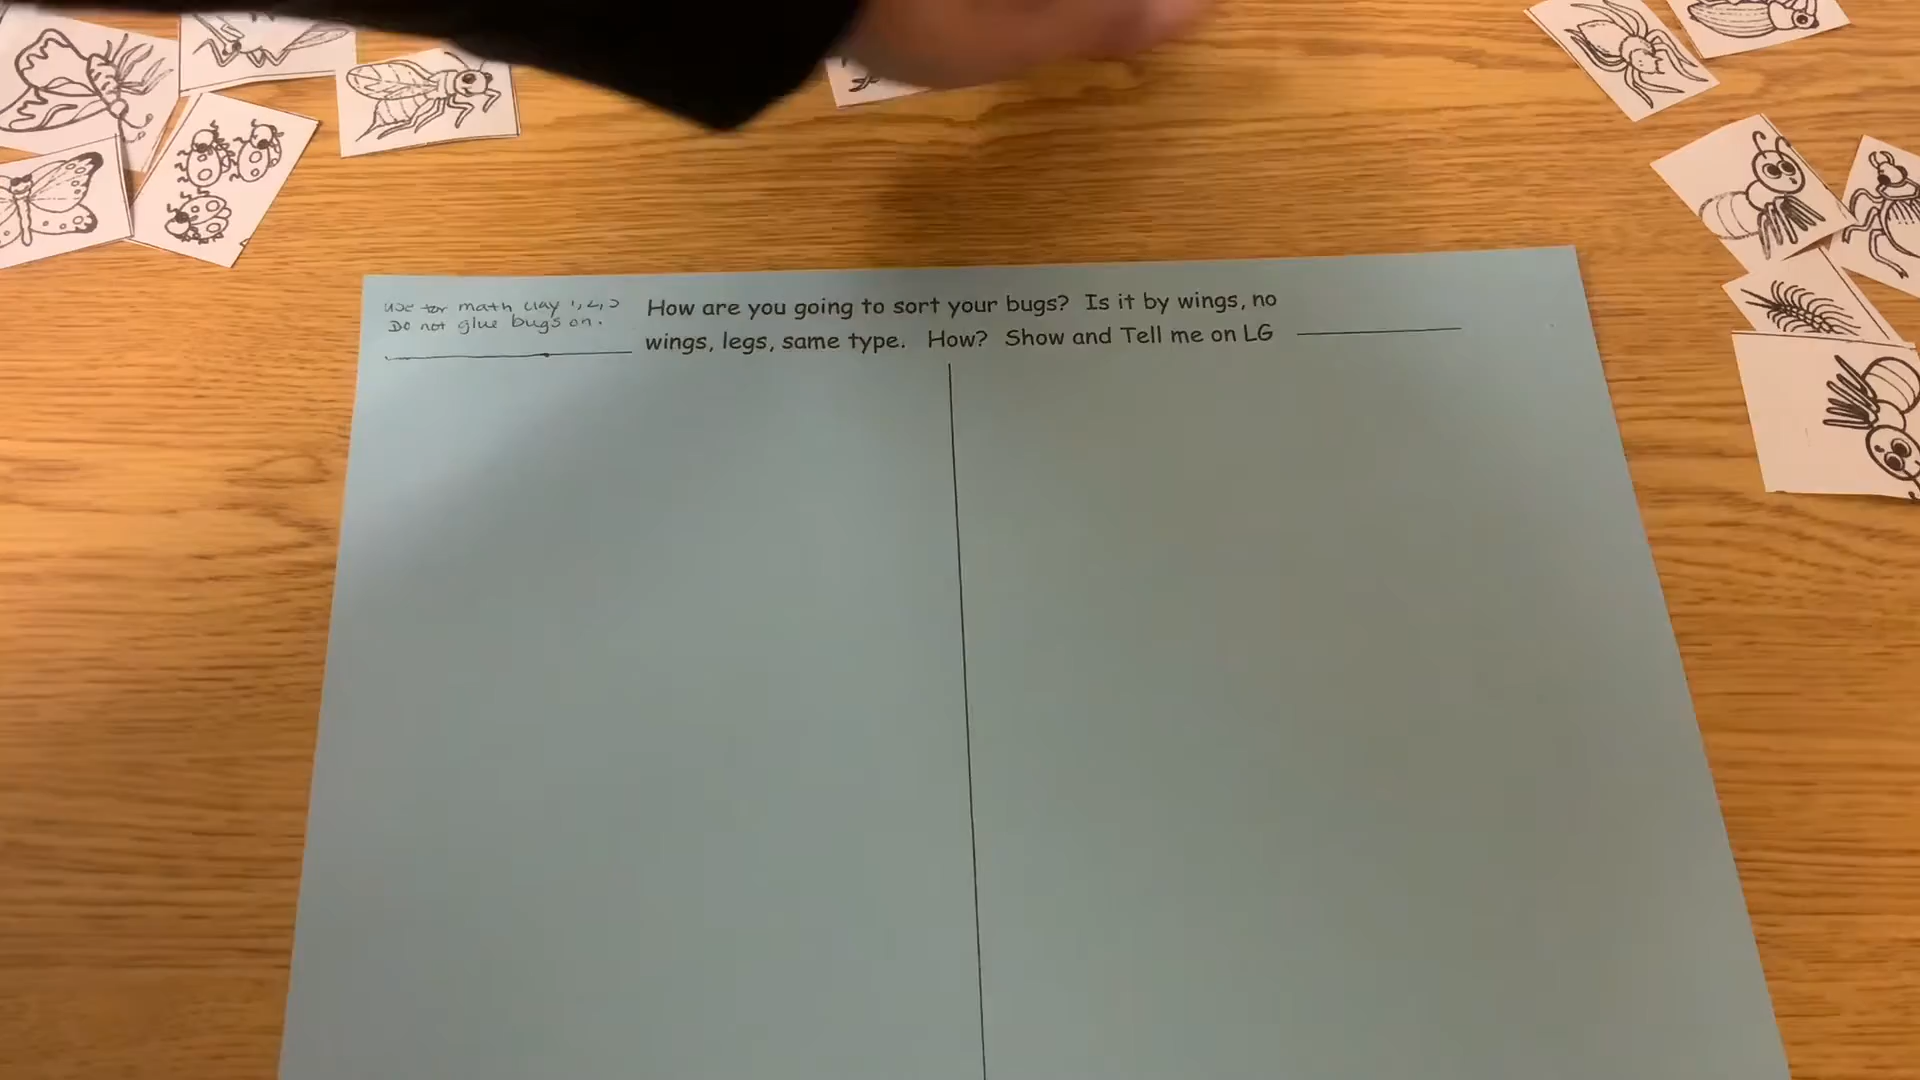 use for math clay 1, 2, 3
Do not glue bugs on.
How are you going to sort your bugs? Is it by wings, no
wings, legs, same type. How? Show and Tell me on LG